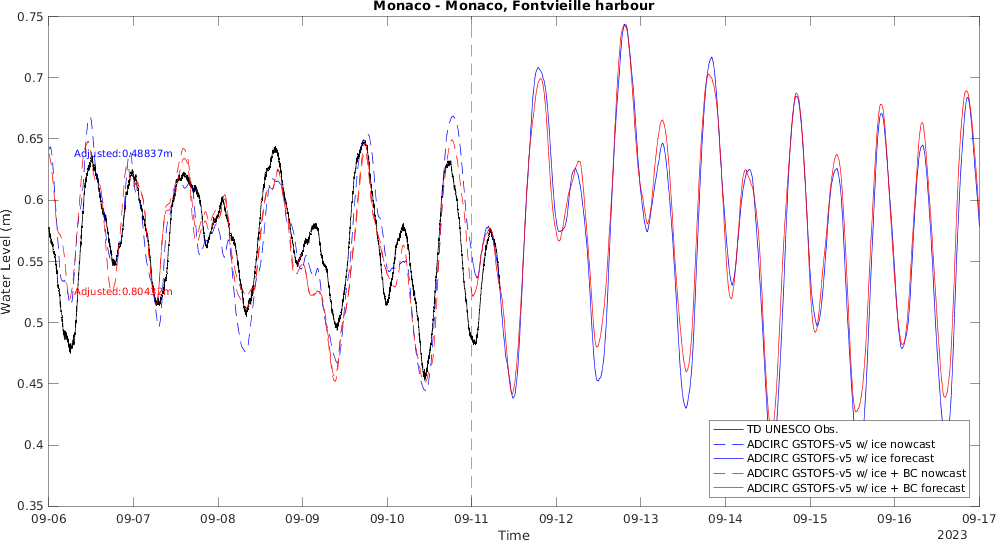 Monaco - Monaco, Fontvieille harbour
0.75
0.7
0.65
0.6
0.55
0.5
0.45
0.4
0.35
Water Level (m)
Adjusted:0.48837m
TD UNESCO Obs.
ADCIRC GSTOFS-v5 w/ ice nowcast
ADCIRC GSTOFS-v5 w/ ice forecast
ADCIRC GSTOFS-v5 w/ ice + BC nowcast
ADCIRC GSTOFS-v5 w/ ice + BC forecast
09-06 09-07 09-08 09-09 09-10 09-11 09-12 09-13 09-14 09-15 09-16 09-17
Time
2023